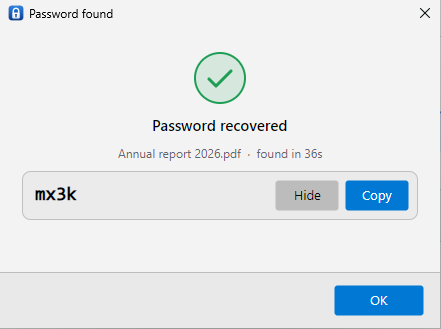 Password found
Password recovered
Annual report 2026.pdf · found in 36s
mx3k Hide Copy
OK